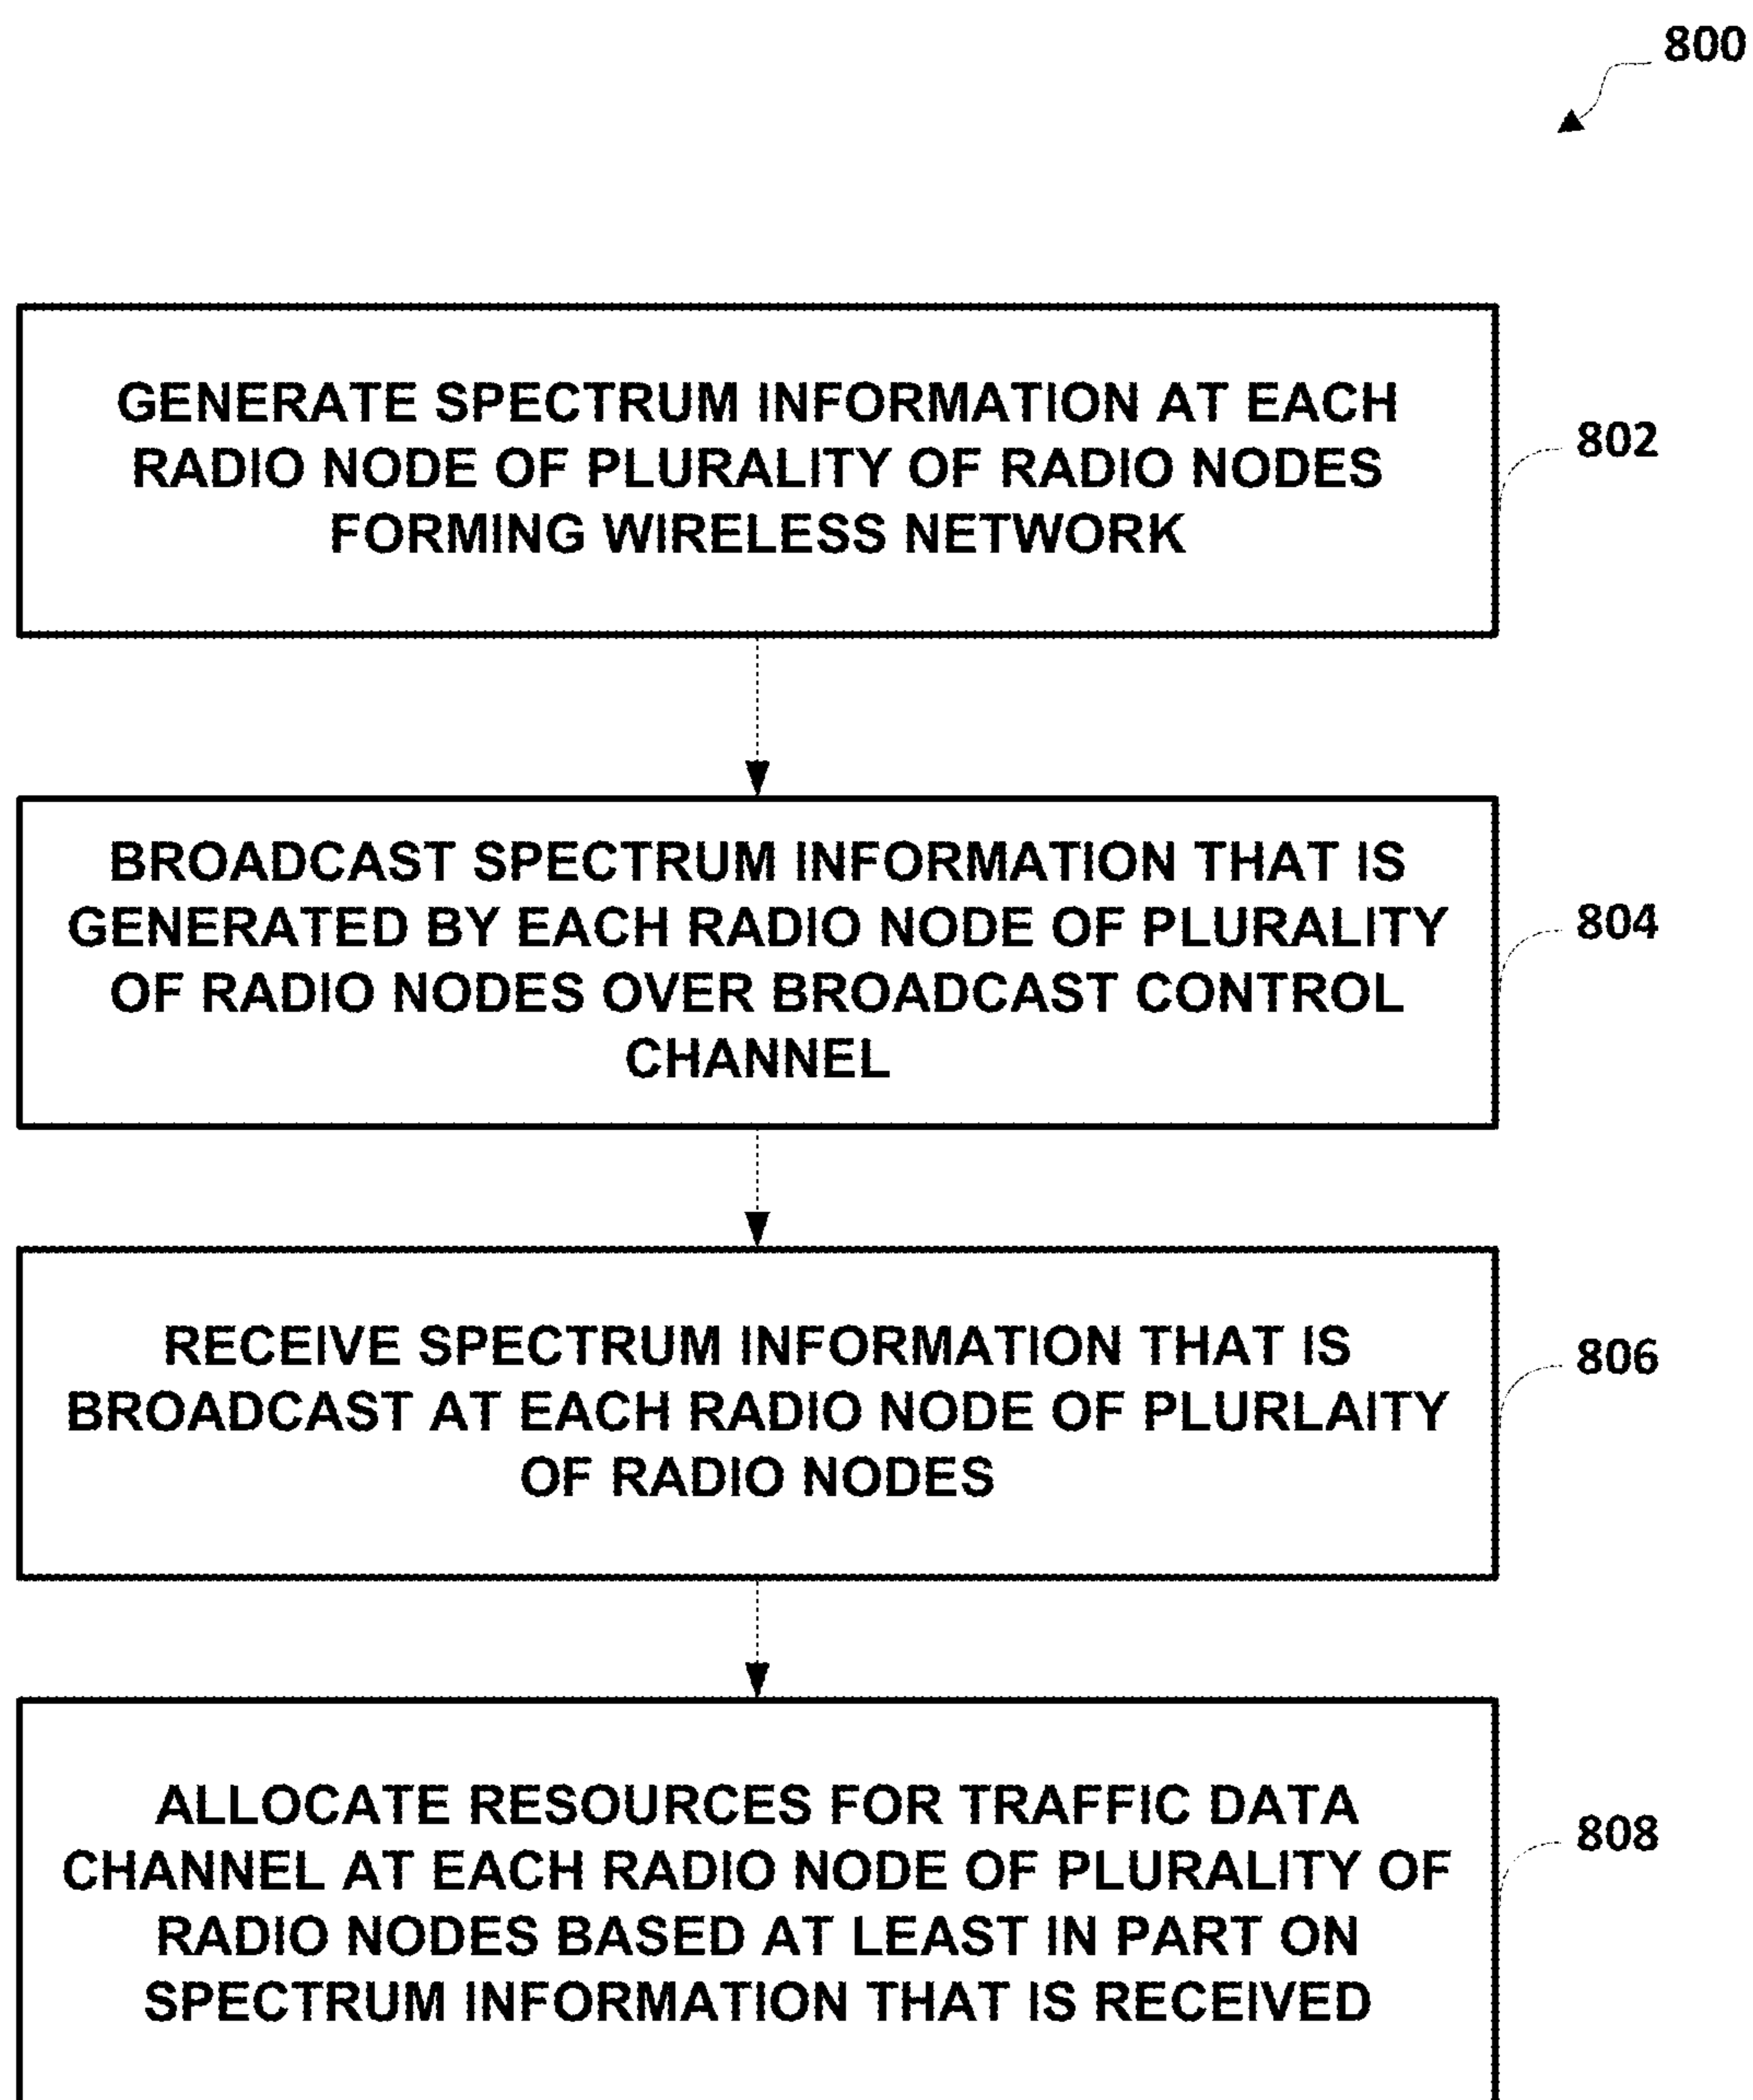 800
GENERATE SPECTRUM INFORMATION AT EACH
RADIO NODE OF PLURALITY OF RADIO NODES
FORMING WIRELESS NETWORK
802
BROADCAST SPECTRUM INFORMATION THAT IS
GENERATED BY EACH RADIO NODE OF PLURALITY
OF RADIO NODES OVER BROADCAST CONTROL
CHANNEL
804
RECEIVE SPECTRUM INFORMATION THAT IS
BROADCAST AT EACH RADIO NODE OF PLURLAITY
OF RADIO NODES
806
ALLOCATE RESOURCES FOR TRAFFIC DATA
CHANNEL AT EACH RADIO NODE OF PLURALITY OF
RADIO NODES BASED AT LEAST IN PART ON
SPECTRUM INFORMATION THAT IS RECEIVED
808